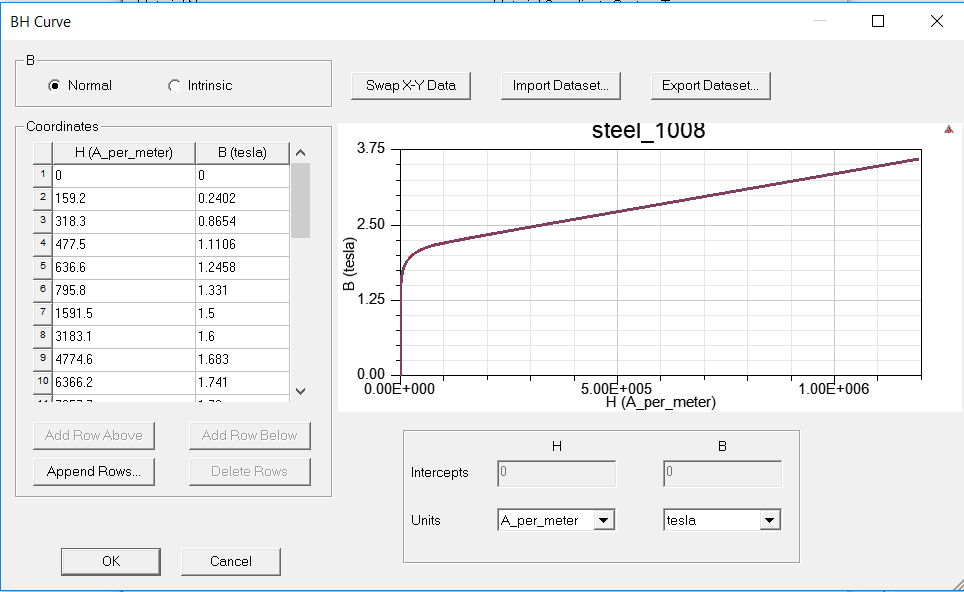 BH Curve
B
Normal
Intrinsic
Swap X-Y Data
Import Dataset...
Export Dataset...
Coordinates
H (A_per_meter) B (tesla)
1 0 0
2 159.2 0.2402
3 318.3 0.8654
4 477.5 1.1106
5 636.6 1.2458
6 795.8 1.331
7 1591.5 1.5
8 3183.1 1.6
9 4774.6 1.683
10 6366.2 1.741
Add Row Above
Add Row Below
Append Rows...
Delete Rows
OK
Cancel
steel_1008
B (tesla)
3.75
2.50
1.25
0.00
0.00E+000 5.00E+005 1.00E+006
H (A_per_meter)
H B
Intercepts 0 0
Units A_per_meter tesla